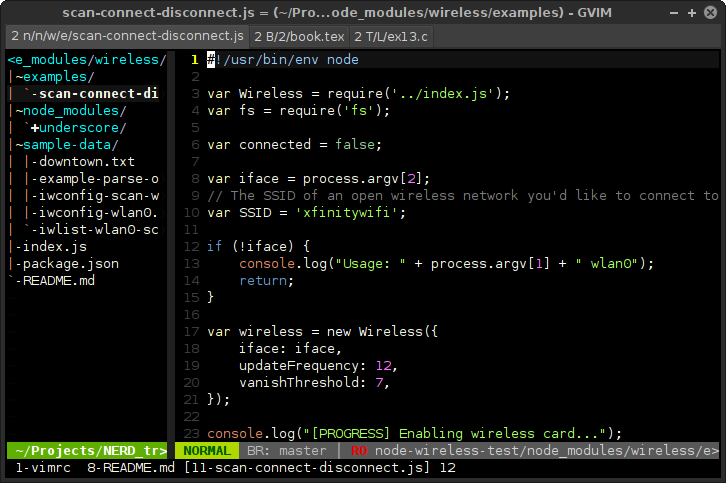 scan-connect-disconnect.js = (~/Pro...ode_modules/wireless/examples) - GVIM
2 n/n/w/e/scan-connect-disconnect.js 2 B/2/book.tex 2 T/L/ex13.c
<e_modules/wireless/
|~examples/
| `-scan-connect-di
|~node_modules/
| `+underscore/
|~sample-data/
| |-downtown.txt
| |-example-parse-o
| |-iwconfig-scan-w
| |-iwconfig-wlan0.
| `-iwlist-wlan0-sc
|-index.js
|-package.json
`-README.md
1 #!/usr/bin/env node
2
3 var Wireless = require('../index.js');
4 var fs = require('fs');
5
6 var connected = false;
7
8 var iface = process.argv[2];
9 // The SSID of an open wireless network you'd like to connect to
10 var SSID = 'xfinitywifi';
11
12 if (!iface) {
13     console.log("Usage: " + process.argv[1] + " wlan0");
14     return;
15 }
16
17 var wireless = new Wireless({
18     iface: iface,
19     updateFrequency: 12,
20     vanishThreshold: 7,
21 });
22
23 console.log("[PROGRESS] Enabling wireless card...");
~/Projects/NERD_tr> NORMAL BR: master | RO node-wireless-test/node_modules/wireless/e>
1-vimrc  8-README.md [11-scan-connect-disconnect.js] 12